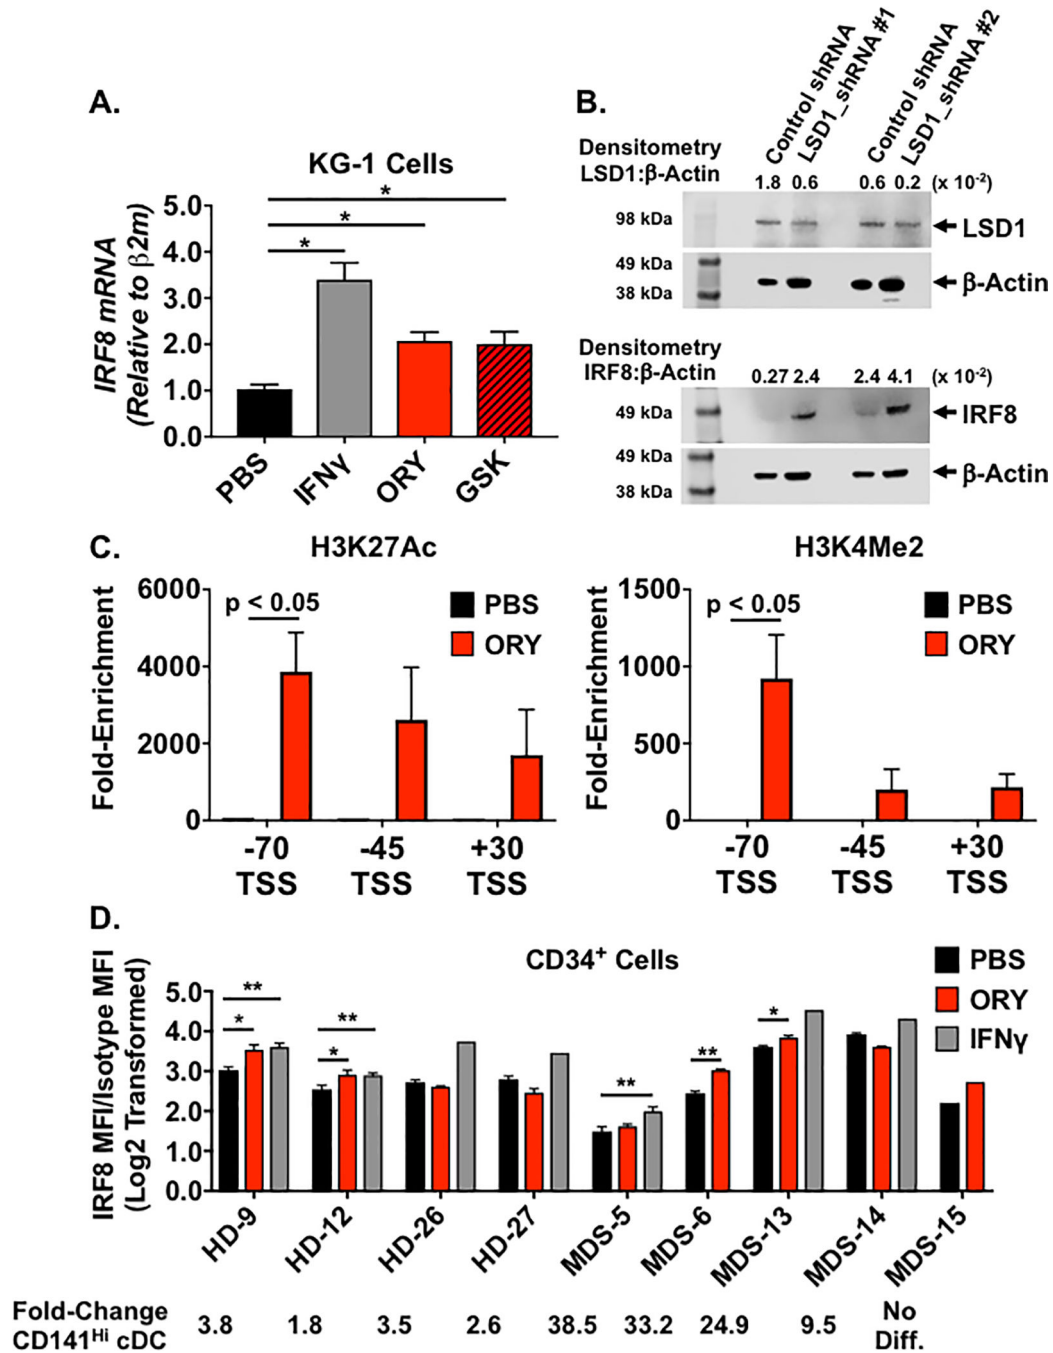 A.
KG-1 Cells
*
*
*
IRF8 mRNA
(Relative to β2m)
5.0
4.0
3.0
2.0
1.0
0.0
PBS
IFNγ
ORY
GSK
B.
Control shRNA
LSD1_shRNA #1
Control shRNA
LSD1_shRNA #2
Densitometry
LSD1:β-Actin
1.8 0.6 0.6 0.2 (x 10-2)
98 kDa
LSD1
49 kDa
38 kDa
β-Actin
Densitometry
IRF8:β-Actin
0.27 2.4 2.4 4.1 (x 10-2)
49 kDa
IRF8
49 kDa
38 kDa
β-Actin
C.
H3K27Ac
Fold-Enrichment
6000
4000
2000
0
p < 0.05
PBS
ORY
-70 -45 +30
TSS TSS TSS
H3K4Me2
Fold-Enrichment
1500
1000
500
0
p < 0.05
PBS
ORY
-70 -45 +30
TSS TSS TSS
D.
CD34+ Cells
IRF8 MFI/Isotype MFI
(Log2 Transformed)
5.0
4.0
3.0
2.0
1.0
0.0
**
*
**
*
**
**
*
PBS
ORY
IFNγ
HD-9
HD-12
HD-26
HD-27
MDS-5
MDS-6
MDS-13
MDS-14
MDS-15
Fold-Change
CD141Hi cDC
3.8 1.8 3.5 2.6 38.5 33.2 24.9 9.5 No
Diff.